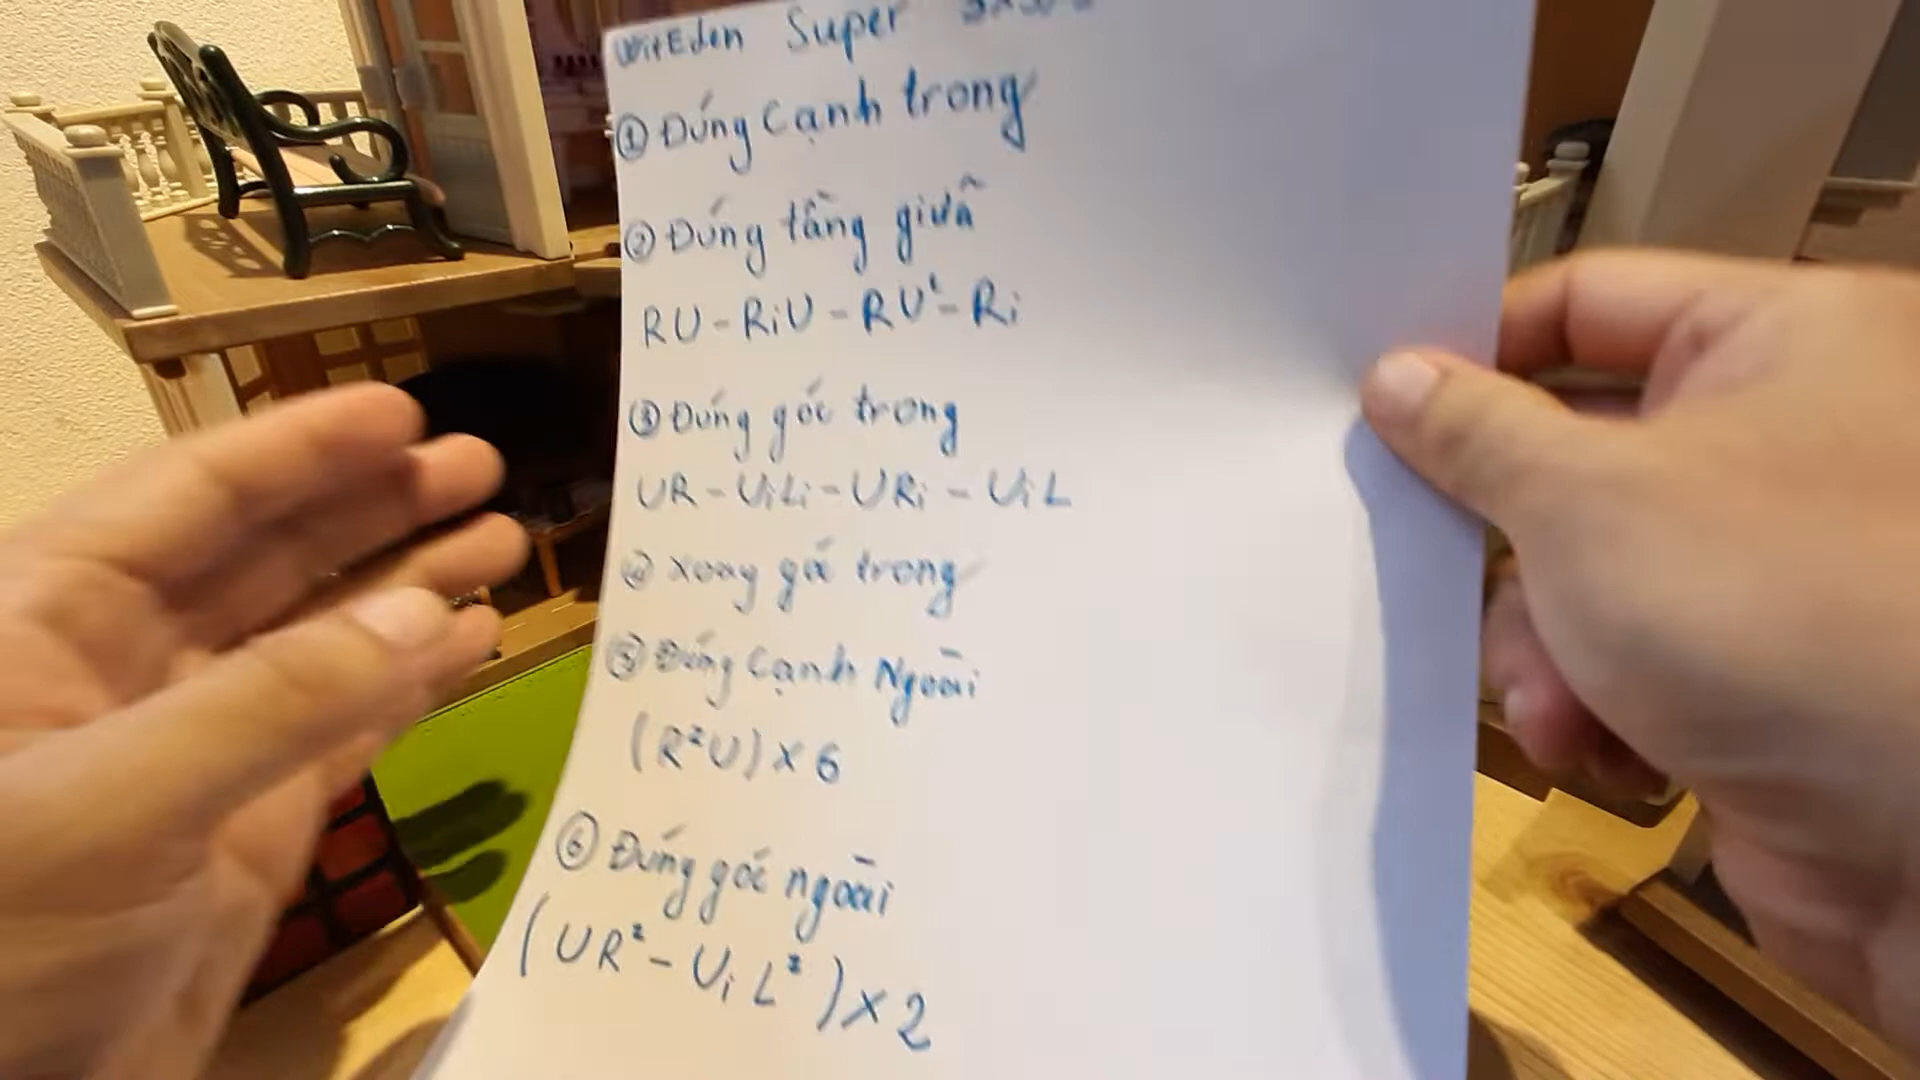 WitEden Super
① Đúng Cạnh trong
② Đúng tầng giữa
RU - RiU - RU² - Ri
③ Đúng góc trong
UR - UiLi - URi - UiL
④ Xoay góc trong
⑤ Đúng Cạnh Ngoài
(R²U) x 6
⑥ Đúng góc ngoài
(UR² - UiL²) x 2